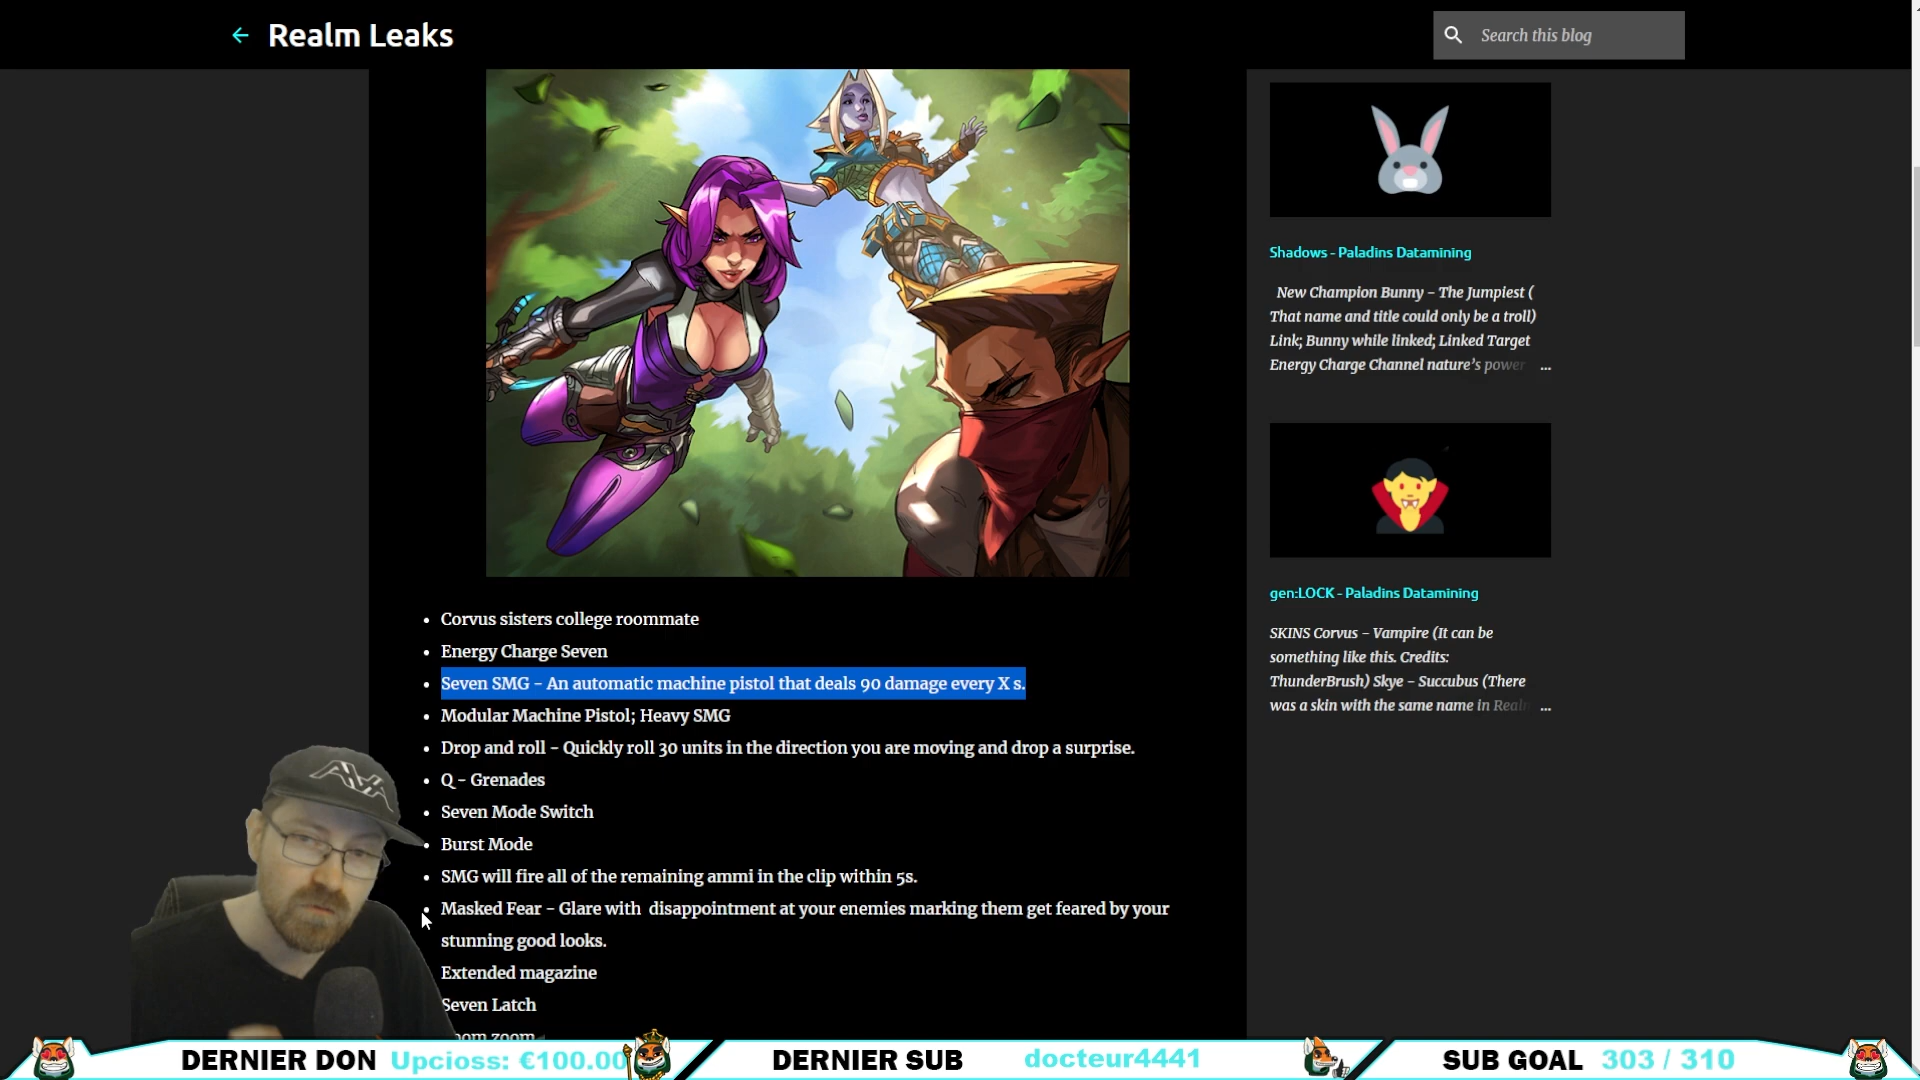 Realm Leaks
Search this blog
Corvus sisters college roommate
Energy Charge Seven
Seven SMG - An automatic machine pistol that deals 90 damage every X s.
Modular Machine Pistol; Heavy SMG
Drop and roll - Quickly roll 30 units in the direction you are moving and drop a surprise.
Q - Grenades
Seven Mode Switch
Burst Mode
SMG will fire all of the remaining ammi in the clip within 5s.
Masked Fear - Glare with disappointment at your enemies marking them get feared by your
stunning good looks.
Extended magazine
Seven Latch
zoom
Shadows - Paladins Datamining
New Champion Bunny - The Jumpiest (
That name and title could only be a troll)
Link; Bunny while linked; Linked Target
Energy Charge Channel nature's power ...
gen:LOCK - Paladins Datamining
SKINS Corvus - Vampire (It can be
something like this. Credits:
ThunderBrush) Skye - Succubus (There
was a skin with the same name in Realm ...
AVA
DERNIER DON Upcioss: €100.00
DERNIER SUB docteur4441
SUB GOAL 303 / 310